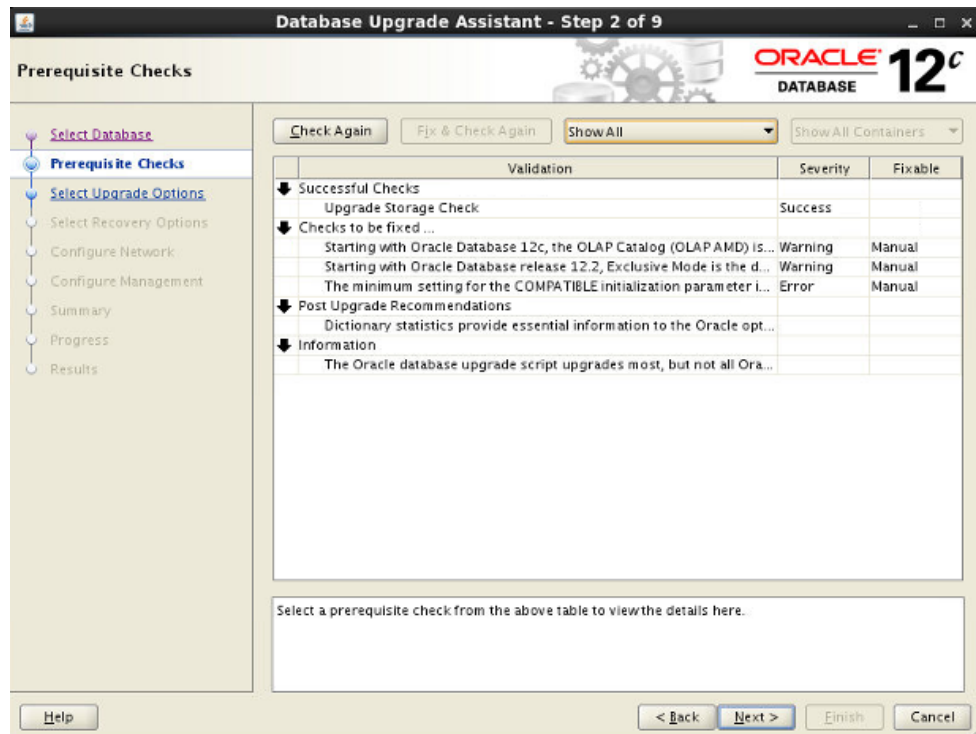 Database Upgrade Assistant - Step 2 of 9
Prerequisite Checks
ORACLE
DATABASE
12c
Select Database
Prerequisite Checks
Select Upgrade Options
Select Recovery Options
Configure Network
Configure Management
Summary
Progress
Results
Check Again Fix & Check Again Show All Show All Containers
Validation Severity Fixable
Successful Checks
Upgrade Storage Check Success
Checks to be fixed ...
Starting with Oracle Database 12c, the OLAP Catalog (OLAP AMD) is... Warning Manual
Starting with Oracle Database release 12.2, Exclusive Mode is the d... Warning Manual
The minimum setting for the COMPATIBLE initialization parameter i... Error Manual
Post Upgrade Recommendations
Dictionary statistics provide essential information to the Oracle opt...
Information
The Oracle database upgrade script upgrades most, but not all Ora...
Select a prerequisite check from the above table to view the details here.
Help < Back Next > Finish Cancel